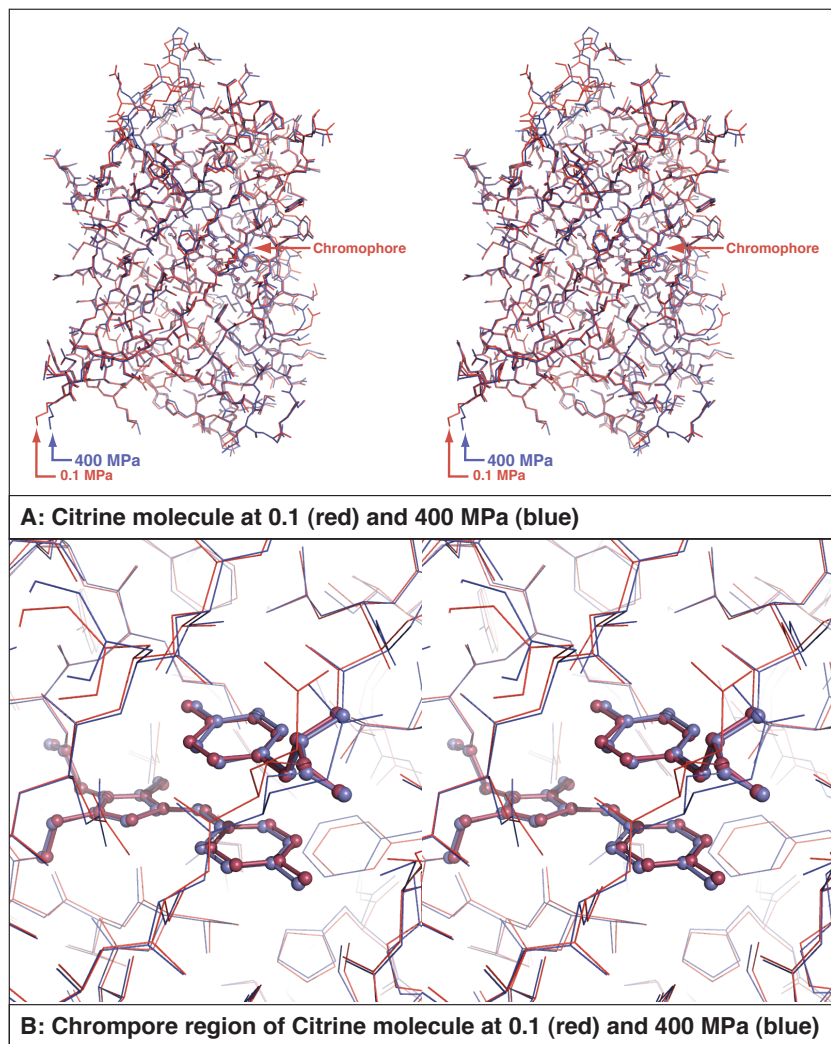 Chromophore
Chromophore
400 MPa
0.1 MPa
400 MPa
0.1 MPa
A: Citrine molecule at 0.1 (red) and 400 MPa (blue)
B: Chrompore region of Citrine molecule at 0.1 (red) and 400 MPa (blue)